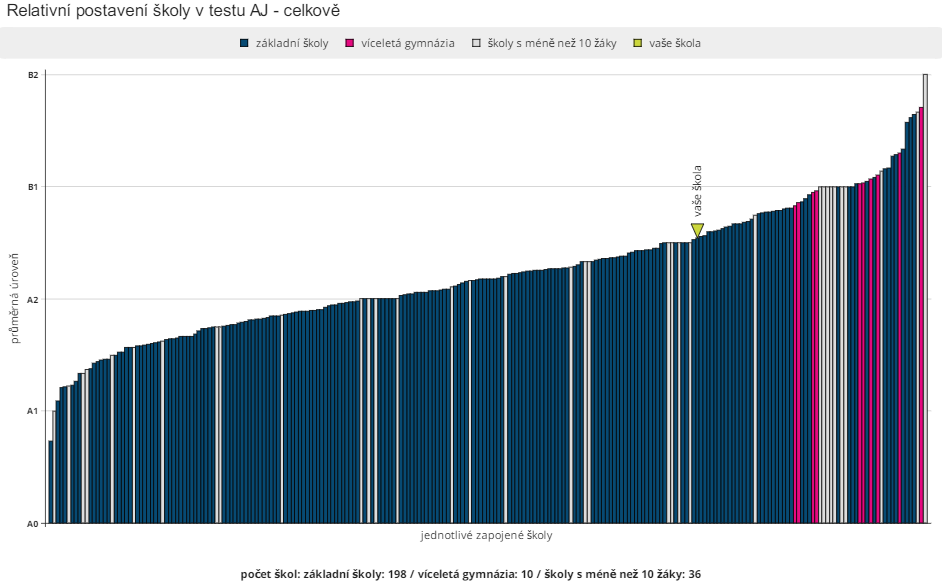 Relativní postavení školy v testu AJ - celkově
základní školy víceletá gymnázia školy s méně než 10 žáky vaše škola
B2
B1
vaše škola
A2
průměrná úroveň
A1
A0
jednotlivé zapojené školy
počet škol: základní školy: 198 / víceletá gymnázia: 10 / školy s méně než 10 žáky: 36